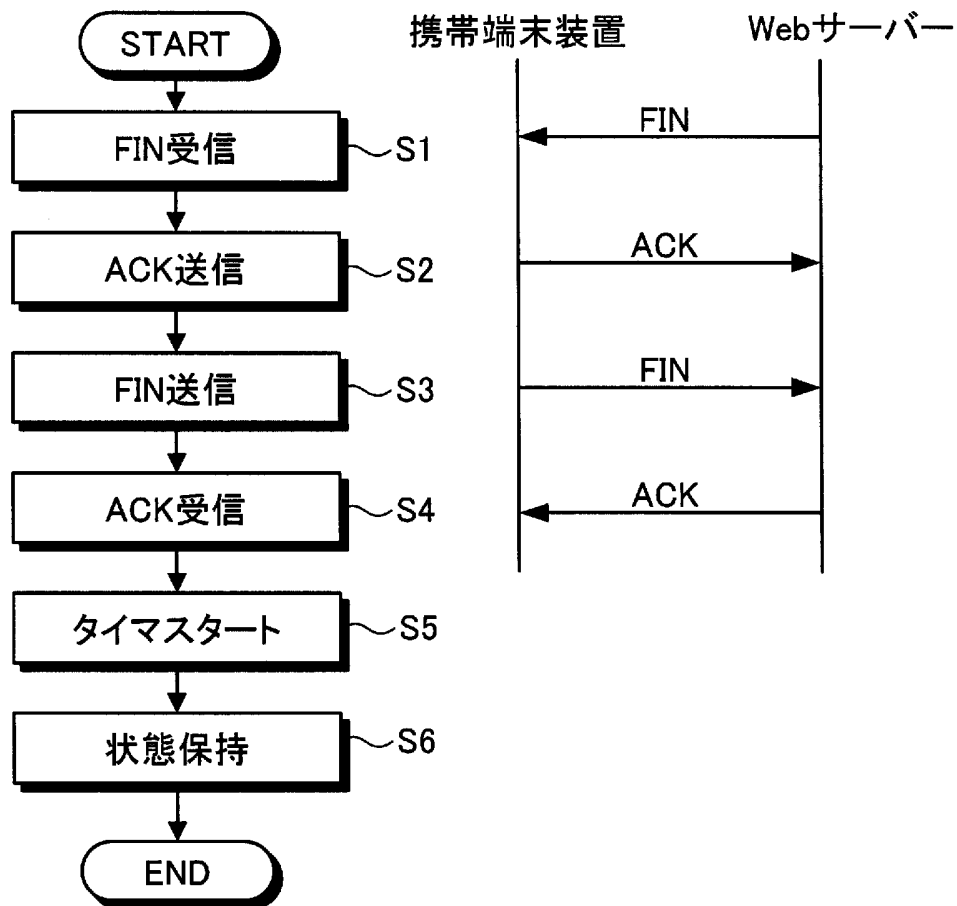 START
FIN受信
S1
ACK送信
S2
FIN送信
S3
ACK受信
S4
タイマスタート
S5
状態保持
S6
END
携帯端末装置
Webサーバー
FIN
ACK
FIN
ACK